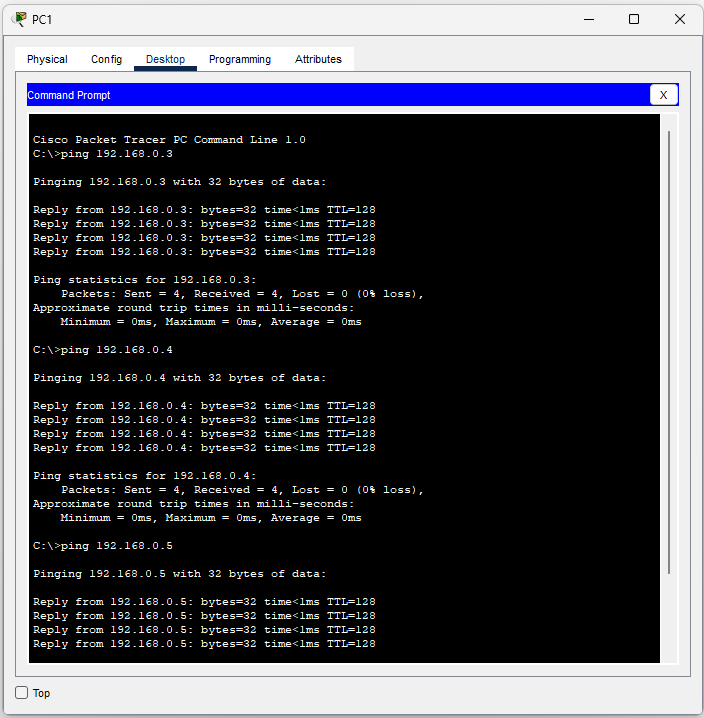 PC1
Physical Config Desktop Programming Attributes
Command Prompt X
Cisco Packet Tracer PC Command Line 1.0
C:\>ping 192.168.0.3
Pinging 192.168.0.3 with 32 bytes of data:
Reply from 192.168.0.3: bytes=32 time<1ms TTL=128
Reply from 192.168.0.3: bytes=32 time<1ms TTL=128
Reply from 192.168.0.3: bytes=32 time<1ms TTL=128
Reply from 192.168.0.3: bytes=32 time<1ms TTL=128
Ping statistics for 192.168.0.3:
Packets: Sent = 4, Received = 4, Lost = 0 (0% loss),
Approximate round trip times in milli-seconds:
Minimum = 0ms, Maximum = 0ms, Average = 0ms
C:\>ping 192.168.0.4
Pinging 192.168.0.4 with 32 bytes of data:
Reply from 192.168.0.4: bytes=32 time<1ms TTL=128
Reply from 192.168.0.4: bytes=32 time<1ms TTL=128
Reply from 192.168.0.4: bytes=32 time<1ms TTL=128
Reply from 192.168.0.4: bytes=32 time<1ms TTL=128
Ping statistics for 192.168.0.4:
Packets: Sent = 4, Received = 4, Lost = 0 (0% loss),
Approximate round trip times in milli-seconds:
Minimum = 0ms, Maximum = 0ms, Average = 0ms
C:\>ping 192.168.0.5
Pinging 192.168.0.5 with 32 bytes of data:
Reply from 192.168.0.5: bytes=32 time<1ms TTL=128
Reply from 192.168.0.5: bytes=32 time<1ms TTL=128
Reply from 192.168.0.5: bytes=32 time<1ms TTL=128
Reply from 192.168.0.5: bytes=32 time<1ms TTL=128
Top